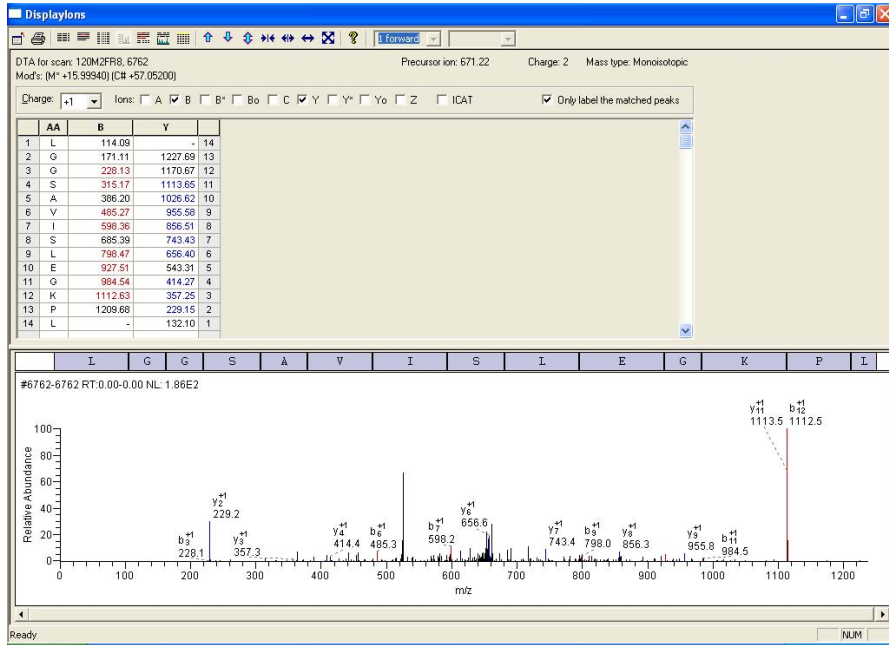 DisplayIons
1 Forward
DTA for scan: 120M2FR8, 6762 Precursor ion: 671.22 Charge: 2 Mass type: Monoisotopic
Mod's: (M* +15.99940) (C# +57.05200)
Charge: +1 Ions: A B B* Bo C Y Y* Yo Z ICAT Only label the matched peaks
AA B Y
1 L 114.09 - 14
2 G 171.11 1227.69 13
3 G 228.13 1170.67 12
4 S 315.17 1113.65 11
5 A 386.20 1026.62 10
6 V 485.27 955.58 9
7 I 598.36 856.51 8
8 S 685.39 743.43 7
9 L 798.47 656.40 6
10 E 927.51 543.31 5
11 G 984.54 414.27 4
12 K 1112.63 357.25 3
13 P 1209.68 229.15 2
14 L - 132.10 1
L G G S A V I S L E G K P L
#6762-6762 RT:0.00-0.00 NL: 1.86E2
y11+1 b12+1
1113.5 1112.5
100
80
60
Relative Abundance
40
20
0
y2+1
229.2
b3+1
228.1
y3+1
357.3
y4+1
414.4
b6+1
485.3
b7+1
598.2
y6+1
656.6
y7+1
743.4
b9+1
798.0
y8+1
856.3
y9+1
955.8
b11+1
984.5
0 100 200 300 400 500 600 700 800 900 1000 1100 1200
m/z
Ready NUM